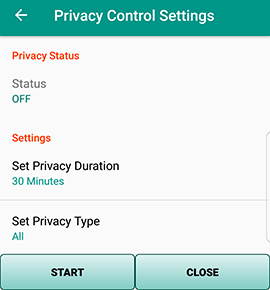 Privacy Control Settings
Privacy Status
Status
OFF
Settings
Set Privacy Duration
30 Minutes
Set Privacy Type
All
START CLOSE